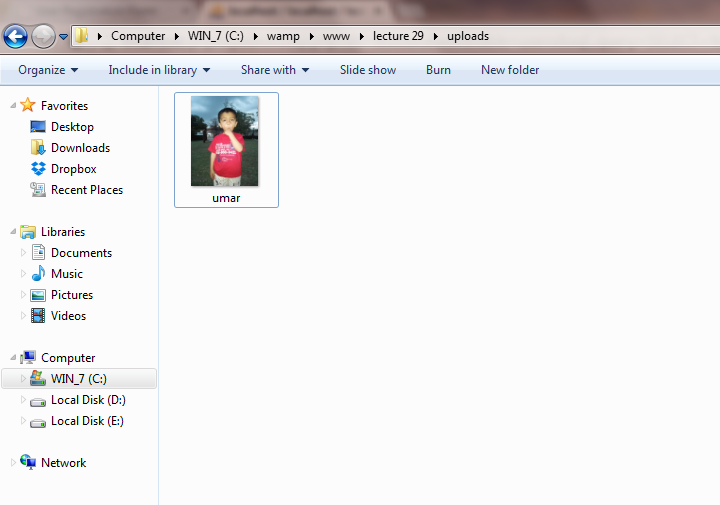 Computer WIN_7 (C:) wamp www lecture 29 uploads
Organize Include in library Share with Slide show Burn New folder
Favorites
Desktop
Downloads
Dropbox
Recent Places
Libraries
Documents
Music
Pictures
Videos
Computer
WIN_7 (C:)
Local Disk (D:)
Local Disk (E:)
Network
umar